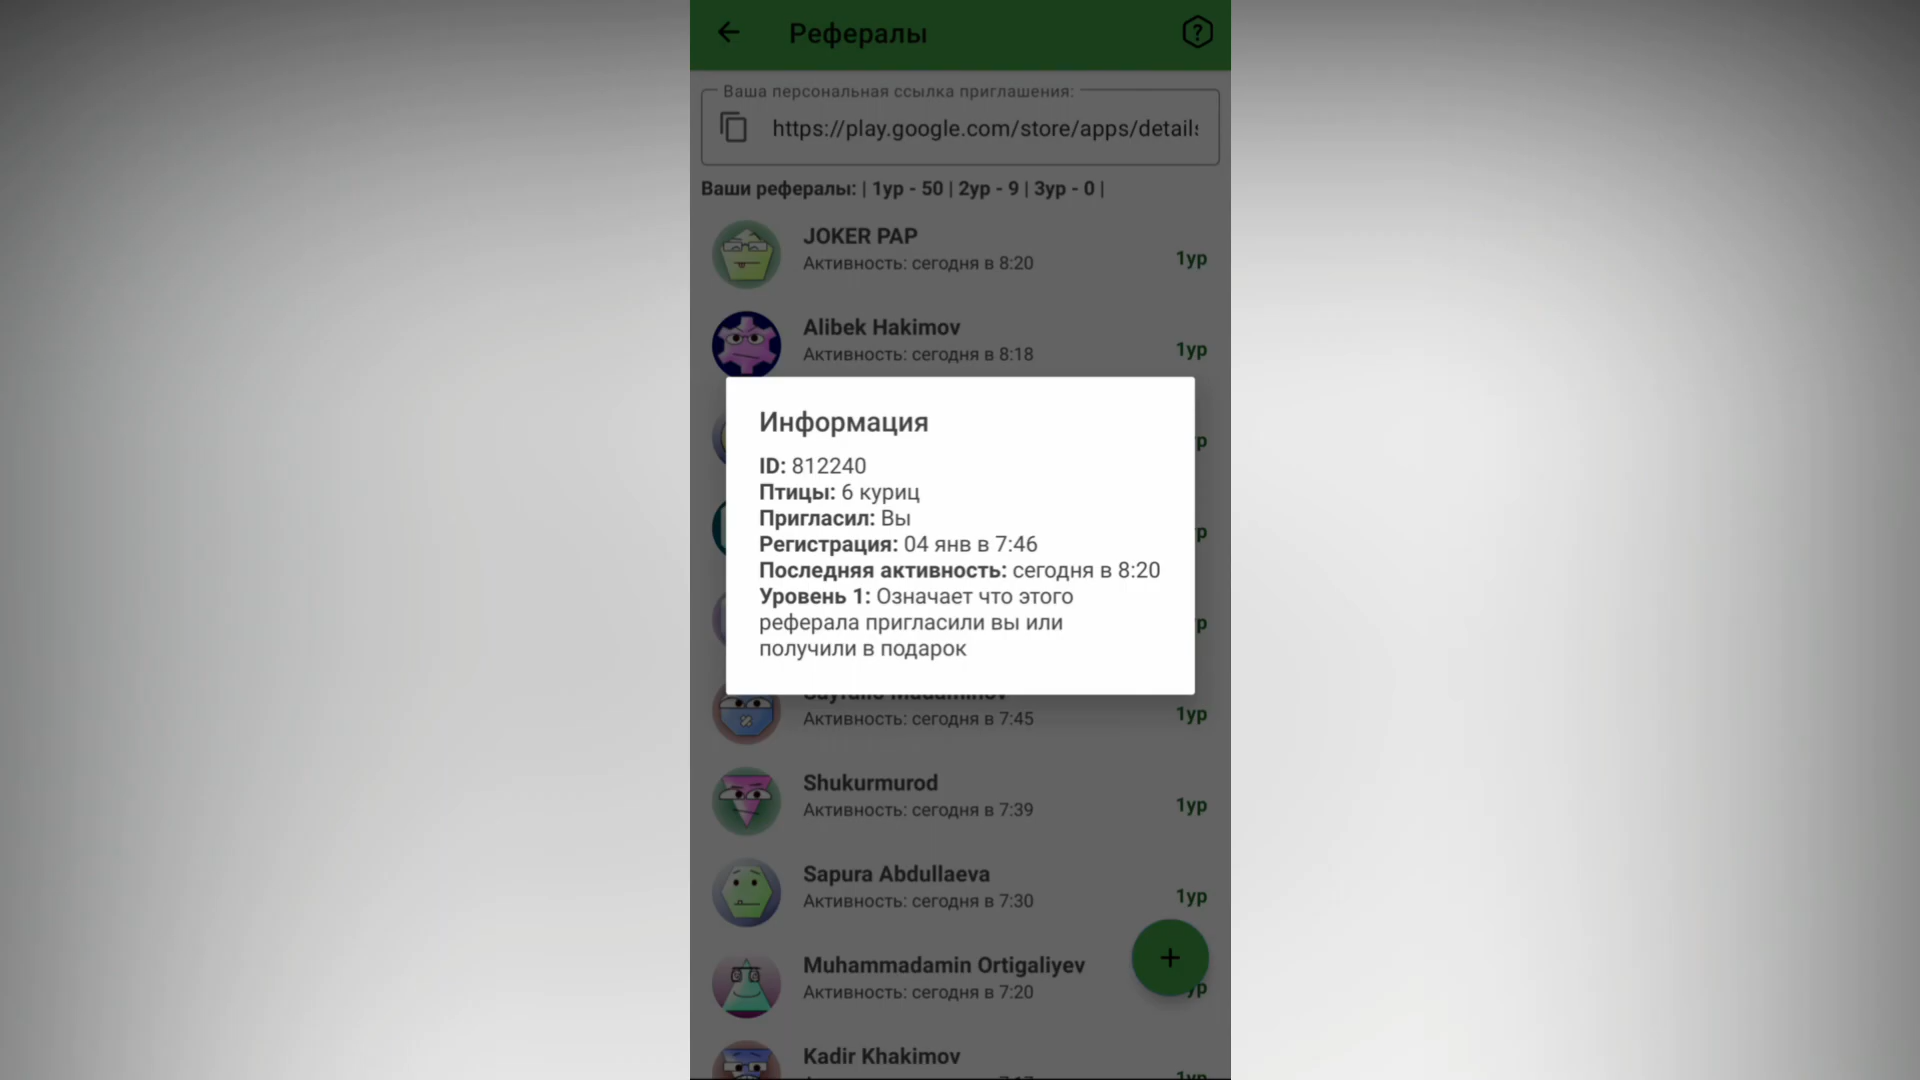 Рефералы
Ваша персональная ссылка приглашения:
https://play.google.com/store/apps/details
Ваши рефералы: | 1ур - 50 | 2ур - 9 | 3ур - 0 |
JOKER PAP
Активность: сегодня в 8:20
1ур
Alibek Hakimov
Активность: сегодня в 8:18
1ур
Информация
ID: 812240
Птицы: 6 куриц
Пригласил: Вы
Регистрация: 04 янв в 7:46
Последняя активность: сегодня в 8:20
Уровень 1: Означает что этого
реферала пригласили вы или
получили в подарок
Активность: сегодня в 7:45
1ур
Shukurmurod
Активность: сегодня в 7:39
1ур
Sapura Abdullaeva
Активность: сегодня в 7:30
1ур
Muhammadamin Ortigaliyev
Активность: сегодня в 7:20
Kadir Khakimov